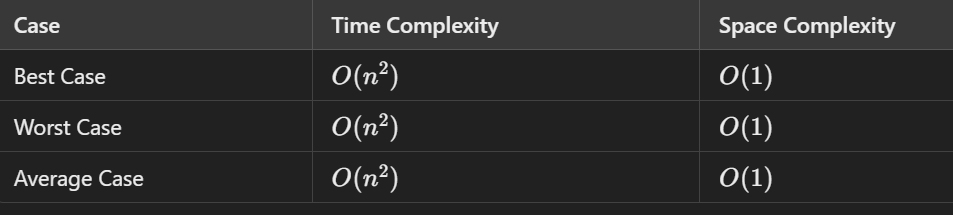 Case Time Complexity Space Complexity
Best Case O(n²) O(1)
Worst Case O(n²) O(1)
Average Case O(n²) O(1)